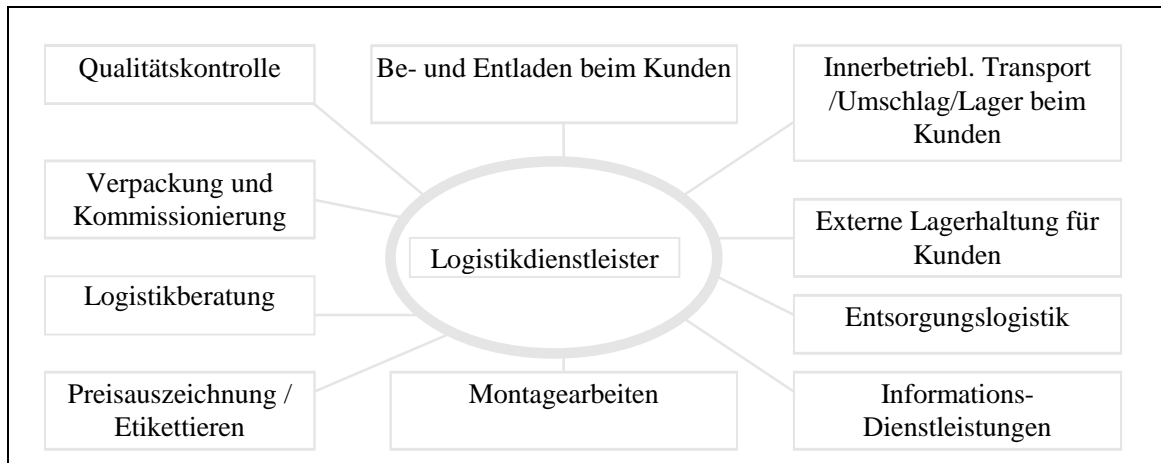 Qualitätskontrolle
Be- und Entladen beim Kunden
Innerbetriebl. Transport
/Umschlag/Lager beim
Kunden
Verpackung und
Kommissionierung
Externe Lagerhaltung für
Kunden
Logistikdienstleister
Logistikberatung
Entsorgungslogistik
Preisauszeichnung /
Etikettieren
Montagearbeiten
Informations-
Dienstleistungen